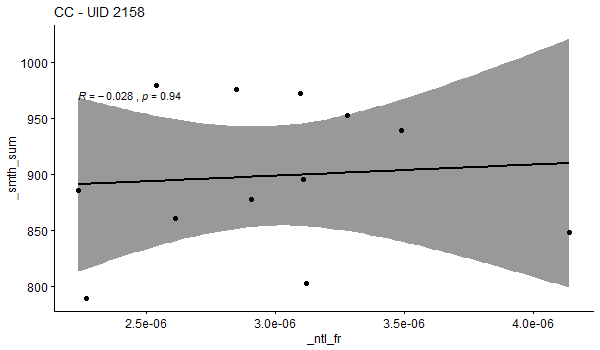 CC - UID 2158
R = −0.028 , p = 0.94
1000
950
900
850
800
_smth_sum
2.5e-06 3.0e-06 3.5e-06 4.0e-06
_ntl_fr